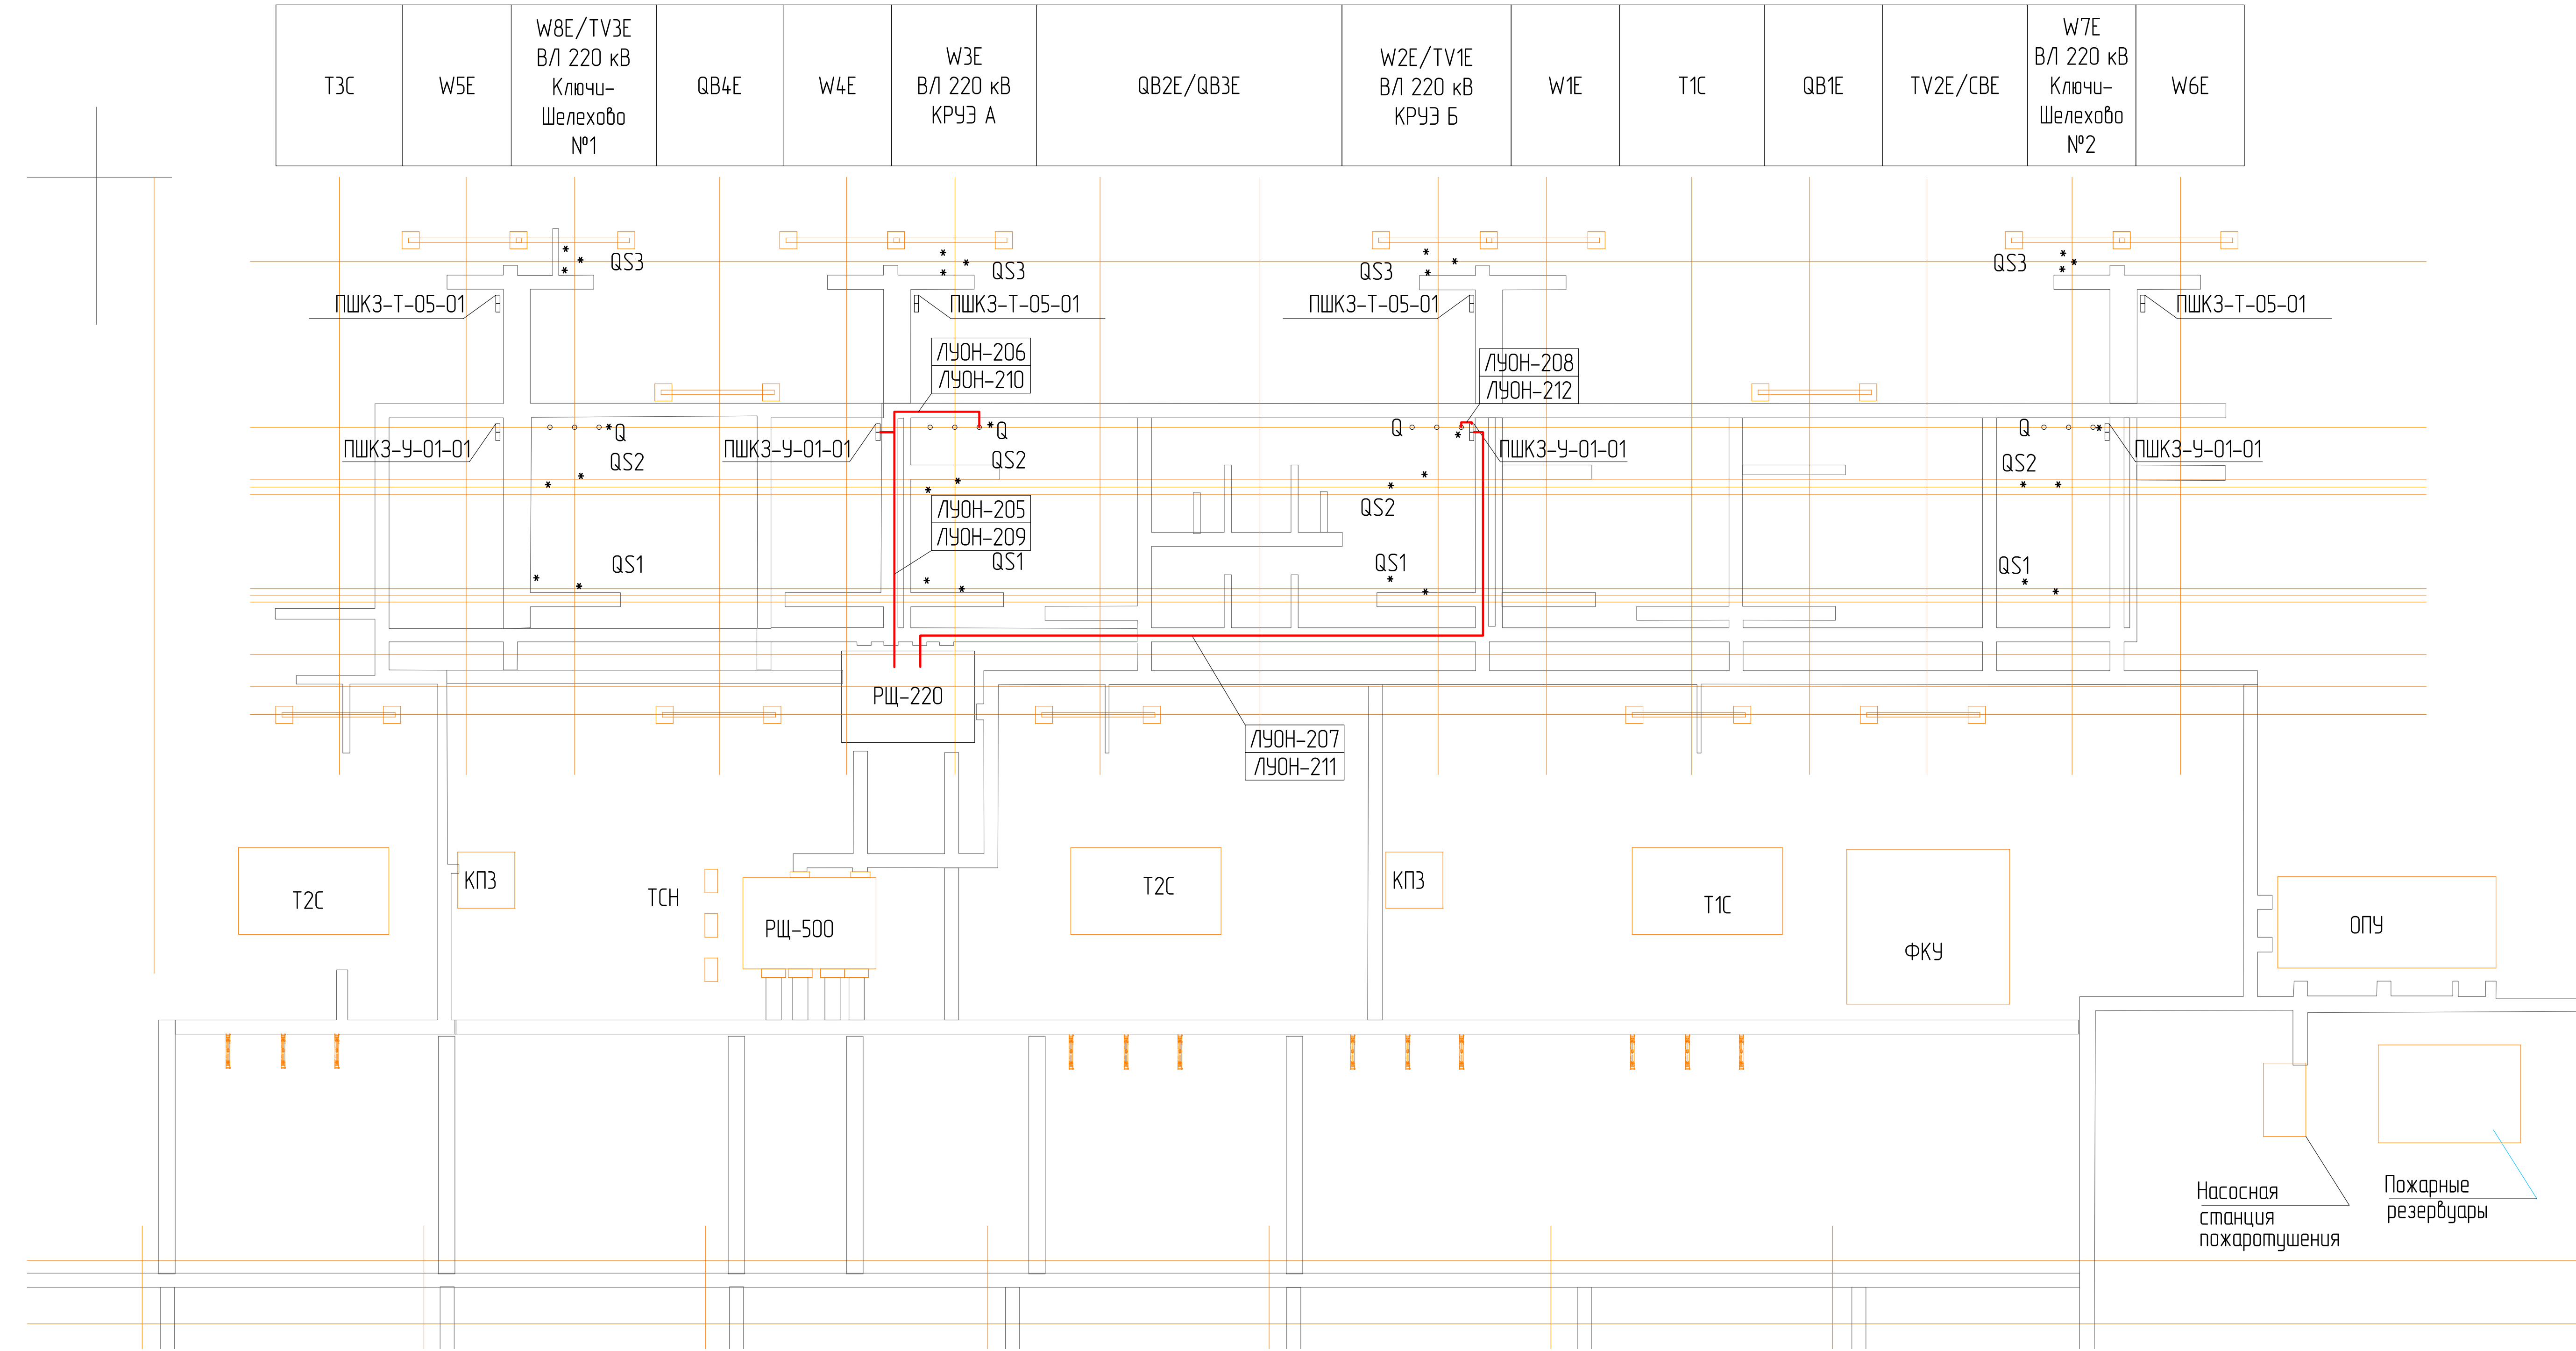 T3C
W5E
W8E/TV3E
ВЛ 220 кВ
Ключи-
Шелехово
№1
QB4E
W4E
W3E
ВЛ 220 кВ
КРУЭ А
QB2E/QB3E
W2E/TV1E
ВЛ 220 кВ
КРУЭ Б
W1E
T1C
QB1E
TV2E/СВЕ
W7E
ВЛ 220 кВ
Ключи-
Шелехово
№2
W6E
QS3
QS3
QS3
QS3
ПШКЗ-Т-05-01
ПШКЗ-Т-05-01
ПШКЗ-Т-05-01
ПШКЗ-Т-05-01
ЛУОН-206
ЛУОН-210
ЛУОН-208
ЛУОН-212
Q
Q
Q
Q
ПШКЗ-У-01-01
ПШКЗ-У-01-01
ПШКЗ-У-01-01
ПШКЗ-У-01-01
QS2
QS2
QS2
QS2
ЛУОН-205
ЛУОН-209
QS1
QS1
QS1
QS1
РЩ-220
ЛУОН-207
ЛУОН-211
Т2С
КПЗ
ТСН
РЩ-500
Т2С
КПЗ
Т1С
ФКУ
ОПУ
Насосная
станция
пожаротушения
Пожарные
резервуары